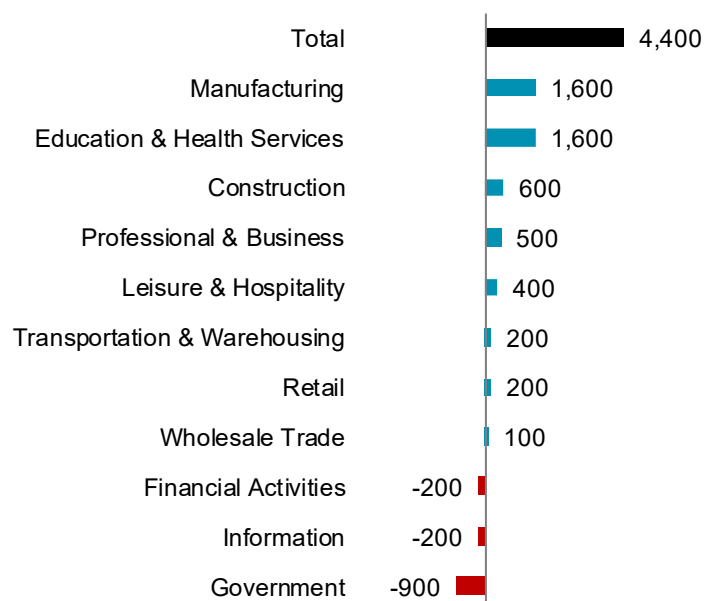 Total 4,400
Manufacturing 1,600
Education & Health Services 1,600
Construction 600
Professional & Business 500
Leisure & Hospitality 400
Transportation & Warehousing 200
Retail 200
Wholesale Trade 100
Financial Activities -200
Information -200
Government -900